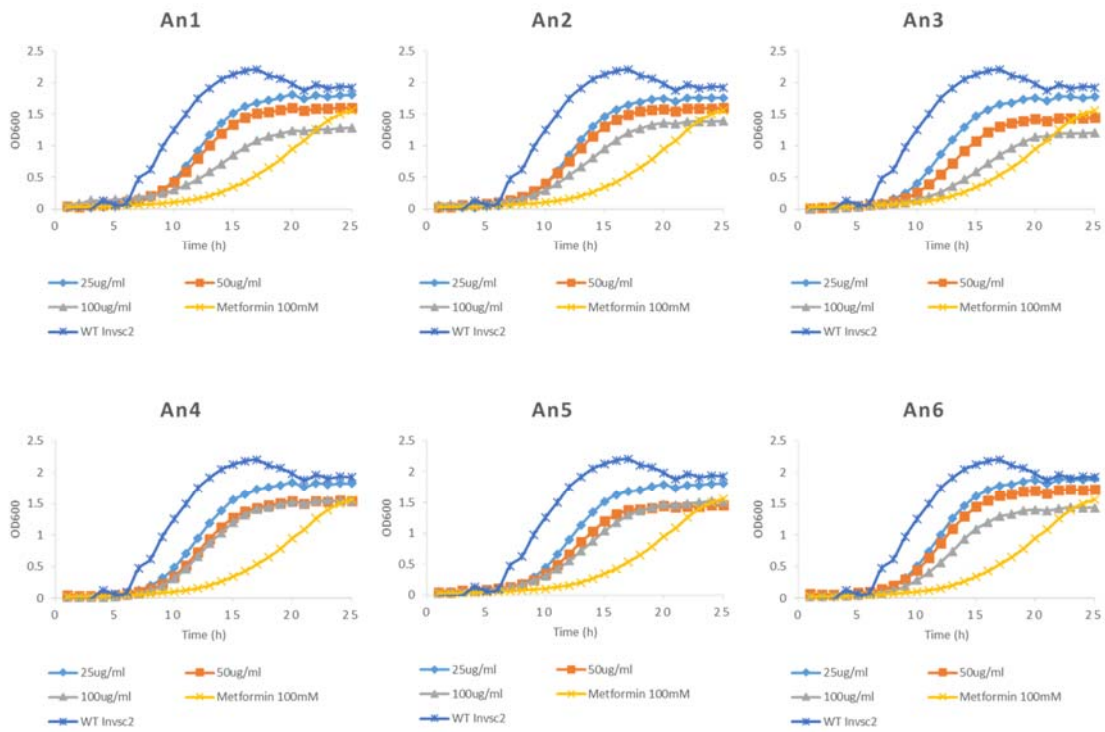 An1
An2
An3
2.5
2
1.5
1
0.5
0
OD600
0 5 10 15 20 25
Time (h)
25ug/ml 50ug/ml
100ug/ml Metformin 100mM
WT Invsc2
2.5
2
1.5
1
0.5
0
OD600
0 5 10 15 20 25
Time (h)
25ug/ml 50ug/ml
100ug/ml Metformin 100mM
WT Invsc2
2.5
2
1.5
1
0.5
0
OD600
0 5 10 15 20 25
Time (h)
25ug/ml 50ug/ml
100ug/ml Metformin 100mM
WT Invsc2
An4
An5
An6
2.5
2
1.5
1
0.5
0
OD600
0 5 10 15 20 25
Time (h)
25ug/ml 50ug/ml
100ug/ml Metformin 100mM
WT Invsc2
2.5
2
1.5
1
0.5
0
OD600
0 5 10 15 20 25
Time (h)
25ug/ml 50ug/ml
100ug/ml Metformin 100mM
WT Invsc2
2.5
2
1.5
1
0.5
0
OD600
0 5 10 15 20 25
Time (h)
25ug/ml 50ug/ml
100ug/ml Metformin 100mM
WT Invsc2